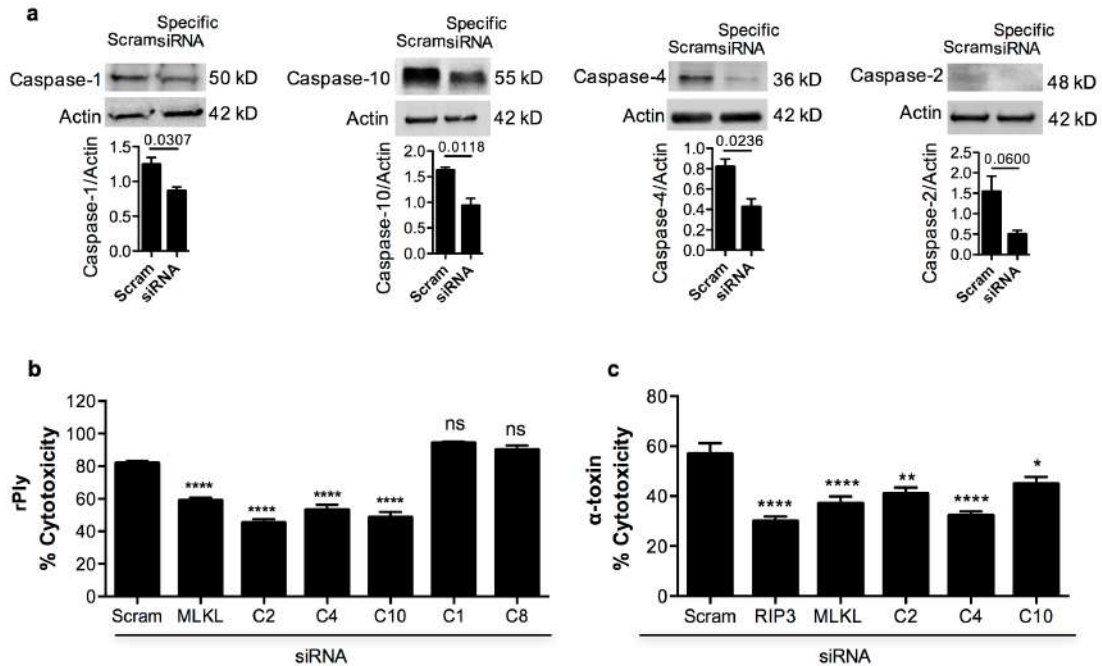 a
Specific
Scram siRNA
Caspase-1 50 kD
Actin 42 kD
0.0307
Caspase-1/Actin
1.5
1.0
0.5
0.0
Scram
siRNA
Specific
Scram siRNA
Caspase-10 55 kD
Actin 42 kD
0.0118
Caspase-10/Actin
2.0
1.5
1.0
0.5
0.0
Scram
siRNA
Specific
Scram siRNA
Caspase-4 36 kD
Actin 42 kD
0.0236
Caspase-4/Actin
1.0
0.8
0.6
0.4
0.2
0.0
Scram
siRNA
Specific
Scram siRNA
Caspase-2 48 kD
Actin 42 kD
0.0600
Caspase-2/Actin
2.5
2.0
1.5
1.0
0.5
0.0
Scram
siRNA
b
rPly
% Cytotoxicity
120
100
80
60
40
20
0
**** **** **** **** ns ns
Scram MLKL C2 C4 C10 C1 C8
siRNA
c
α-toxin
% Cytotoxicity
80
60
40
20
0
**** **** ** **** *
Scram RIP3 MLKL C2 C4 C10
siRNA